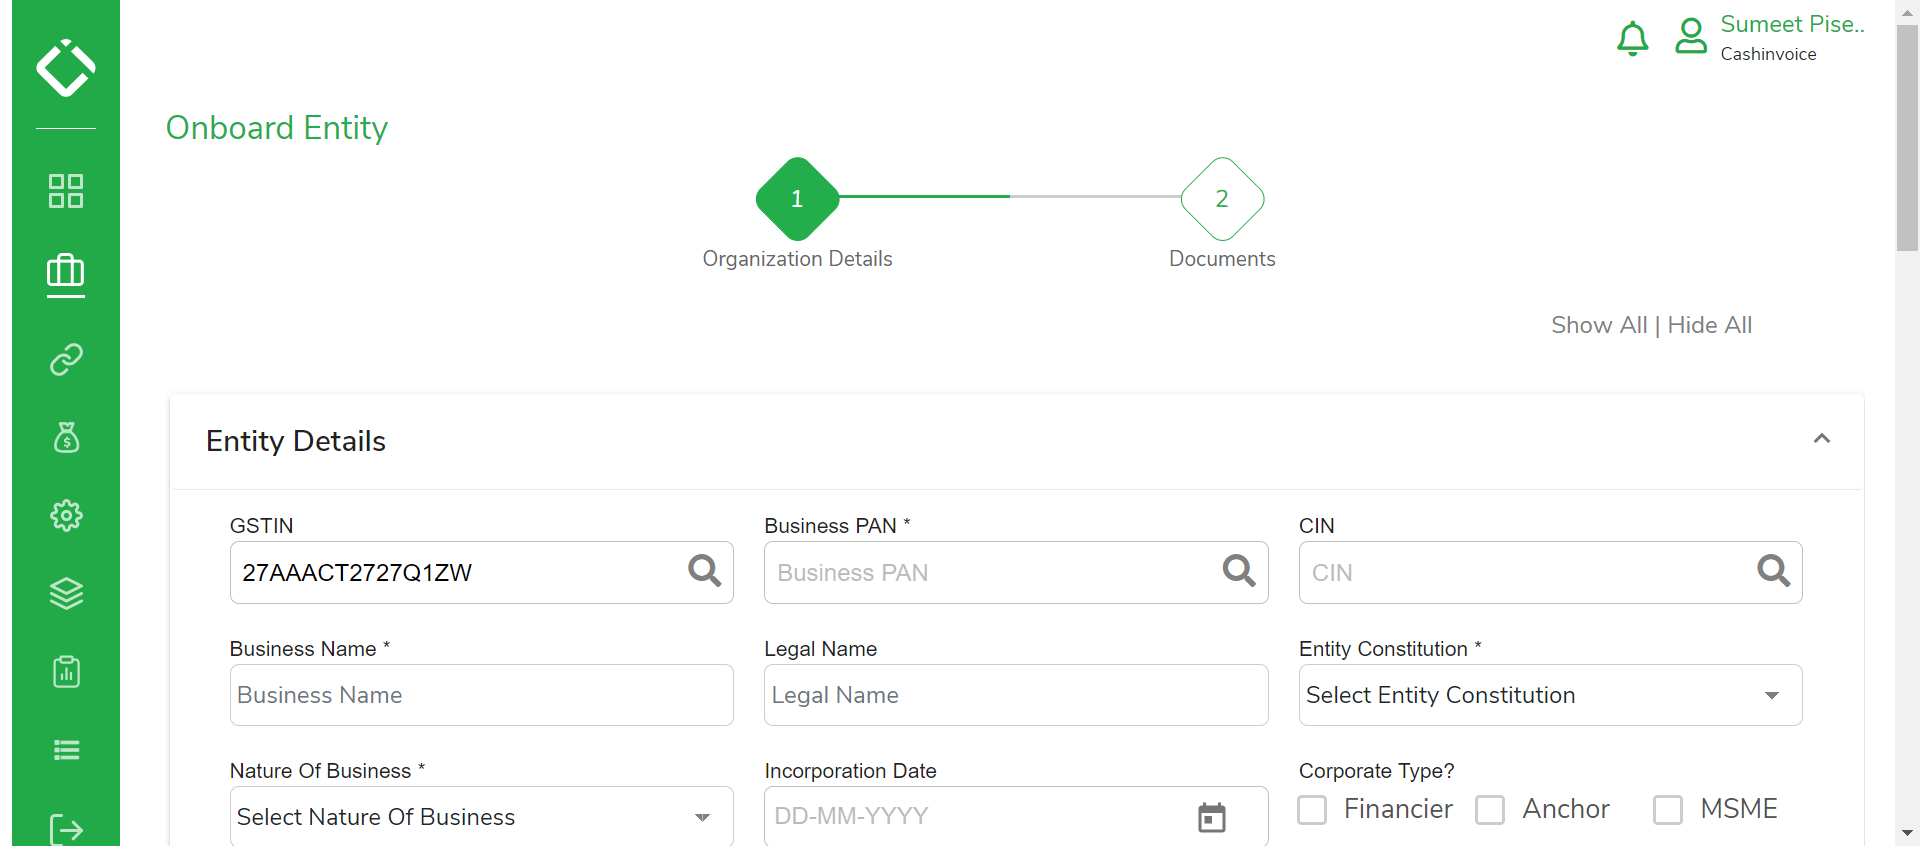 Sumeet Pise..
Cashinvoice
Onboard Entity
1
2
Organization Details
Documents
Show All | Hide All
Entity Details
GSTIN
Business PAN *
CIN
27AAACT2727Q1ZW
Business PAN
CIN
Business Name *
Legal Name
Entity Constitution *
Business Name
Legal Name
Select Entity Constitution
Nature Of Business *
Incorporation Date
Corporate Type?
Select Nature Of Business
DD-MM-YYYY
Financier
Anchor
MSME